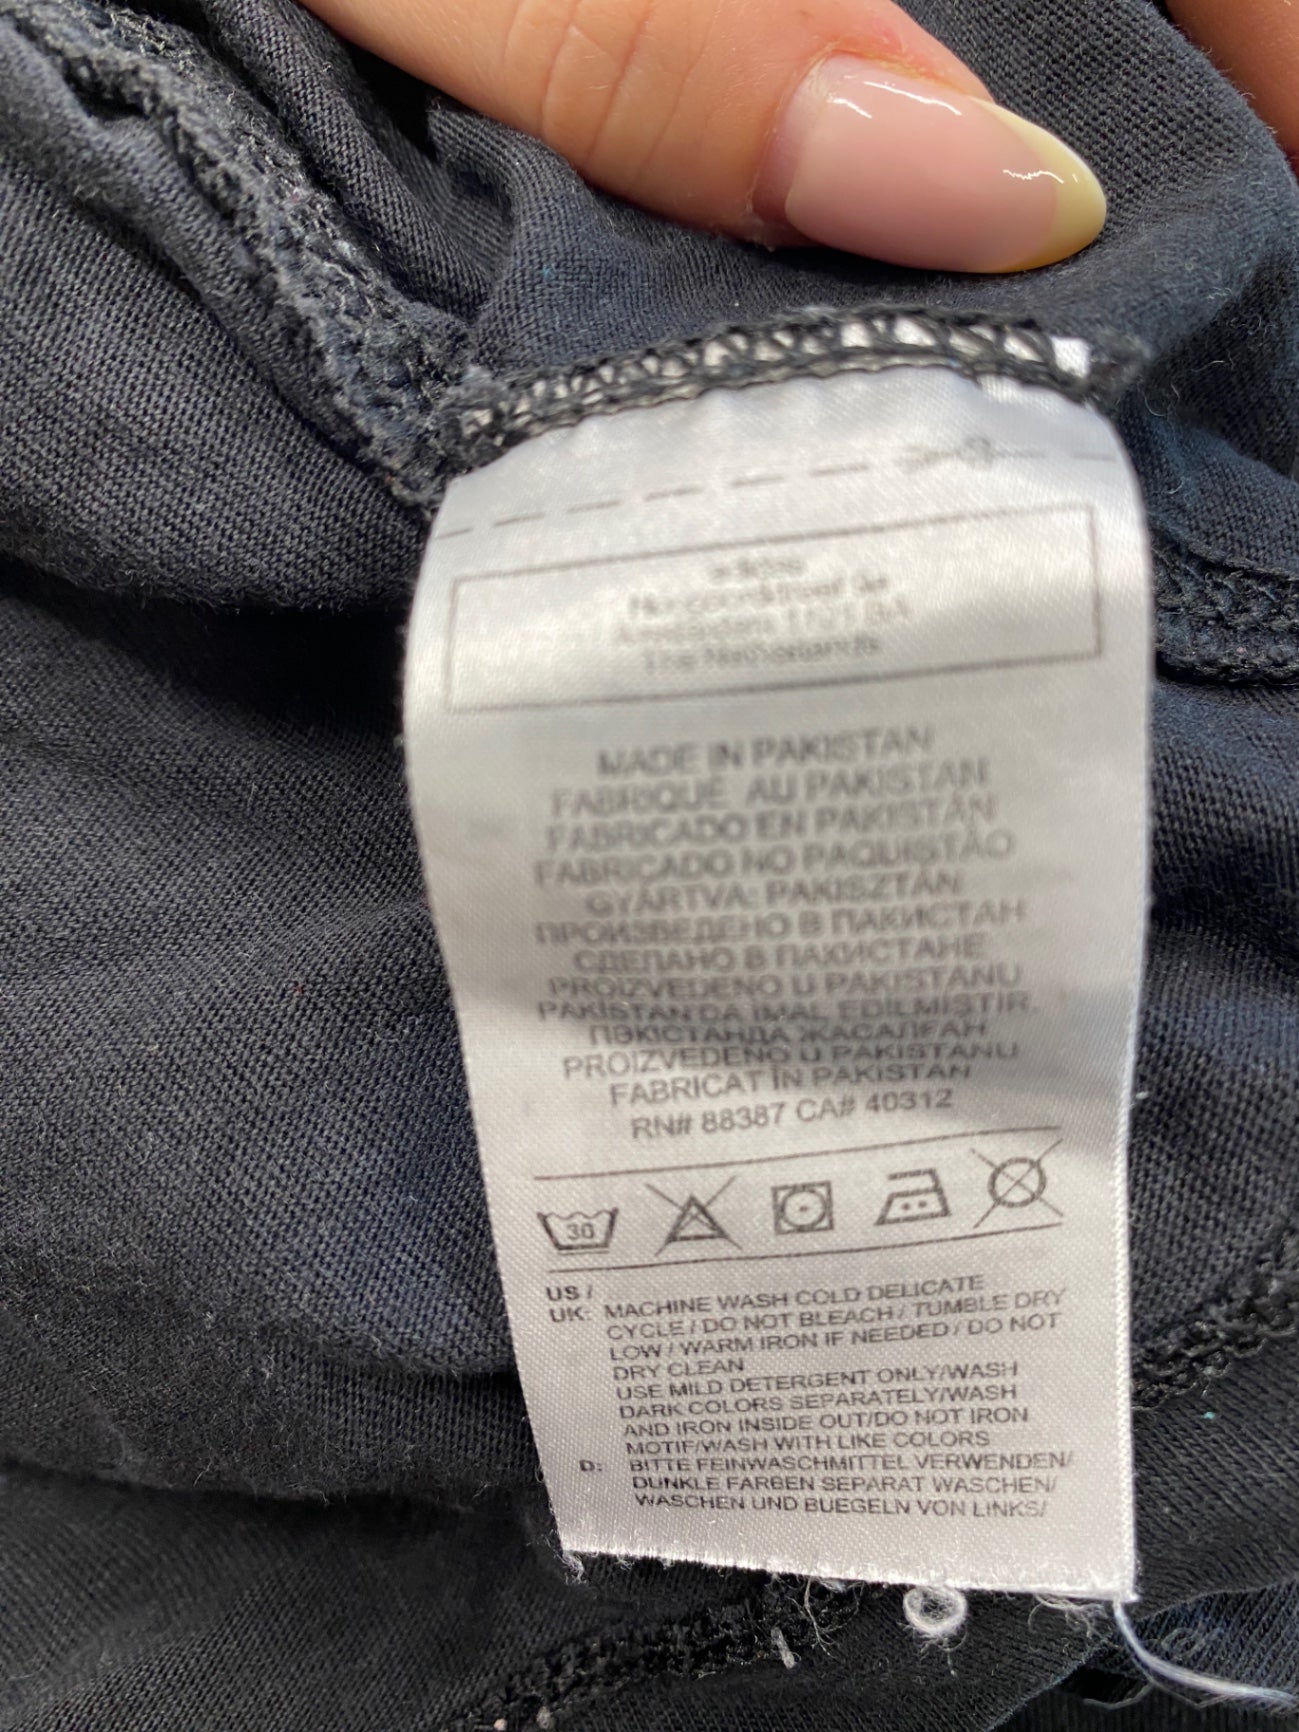 The Netherlands
MADE IN PAKISTAN
FABRIQUÉ AU PAKISTAN
FABRICADO EN PAKISTÁN
FABRICADO NO PAQUISTÃO
GYÁRTVA: PAKISZTÁN
ПРОИЗВЕДЕНО В ПАКИСТАН
СДЕЛАНО В ПАКИСТАНЕ
PROIZVEDENO U PAKISTANU
PAKİSTAN'DA İMAL EDİLMİŞTİR.
ПӘКІСТАНДА ЖАСАЛҒАН
PROIZVEDENO U PAKISTANU
FABRICAT ÎN PAKISTAN
RN# 88387 CA# 40312
30
US /
UK: MACHINE WASH COLD DELICATE
CYCLE / DO NOT BLEACH / TUMBLE DRY
LOW / WARM IRON IF NEEDED / DO NOT
DRY CLEAN
USE MILD DETERGENT ONLY/WASH
DARK COLORS SEPARATELY/WASH
AND IRON INSIDE OUT/DO NOT IRON
MOTIF/WASH WITH LIKE COLORS
D: BITTE FEINWASCHMITTEL VERWENDEN/
DUNKLE FARBEN SEPARAT WASCHEN/
WASCHEN UND BUEGELN VON LINKS/